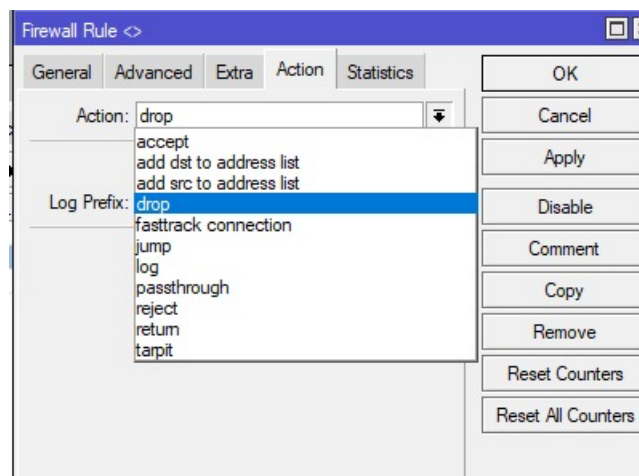 Firewall Rule <>
General Advanced Extra Action Statistics
Action: drop
accept
add dst to address list
add src to address list
Log Prefix: drop
fasttrack connection
jump
log
passthrough
reject
return
tarpit
OK
Cancel
Apply
Disable
Comment
Copy
Remove
Reset Counters
Reset All Counters